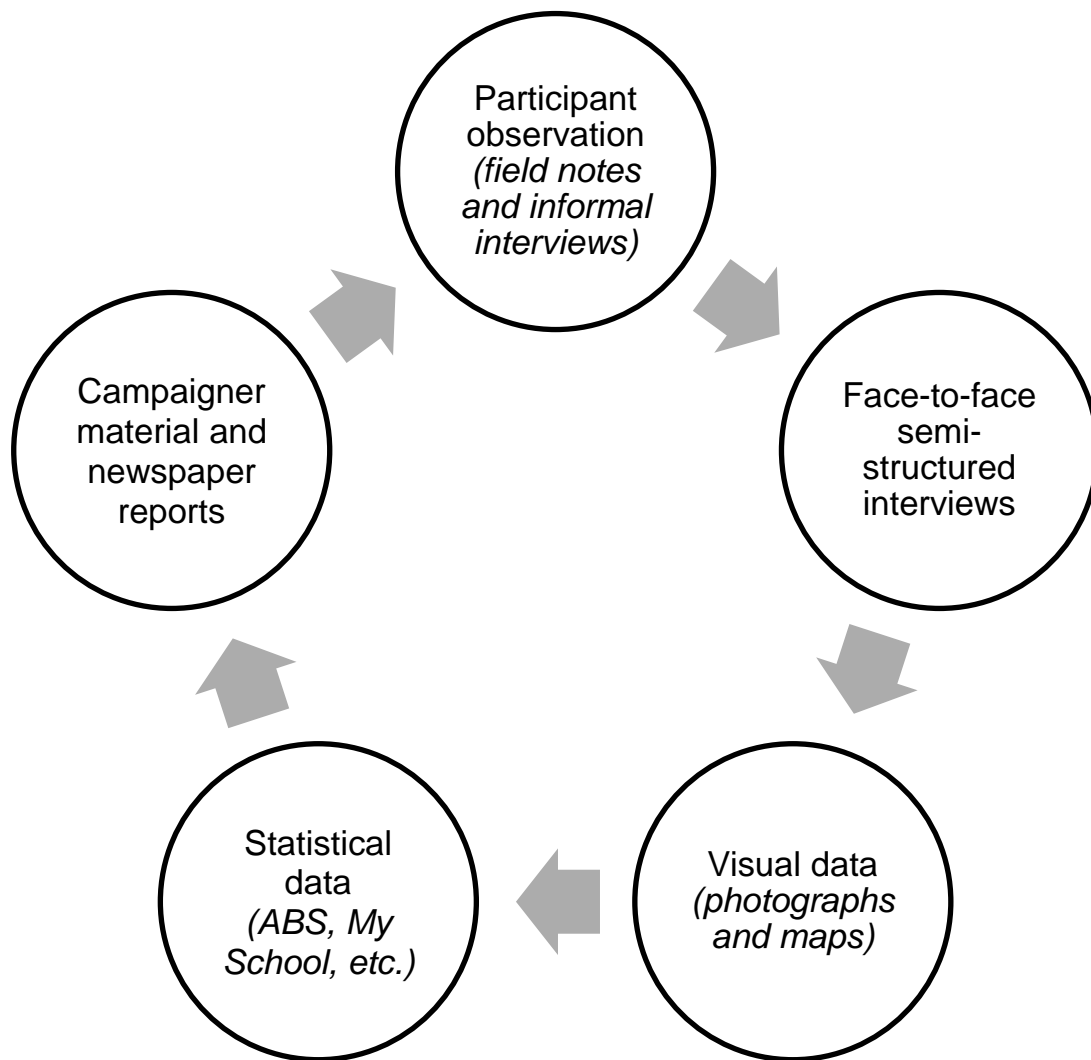 Participant
observation
(field notes
and informal
interviews)
Face-to-face
semi-
structured
interviews
Visual data
(photographs
and maps)
Statistical
data
(ABS, My
School, etc.)
Campaigner
material and
newspaper
reports